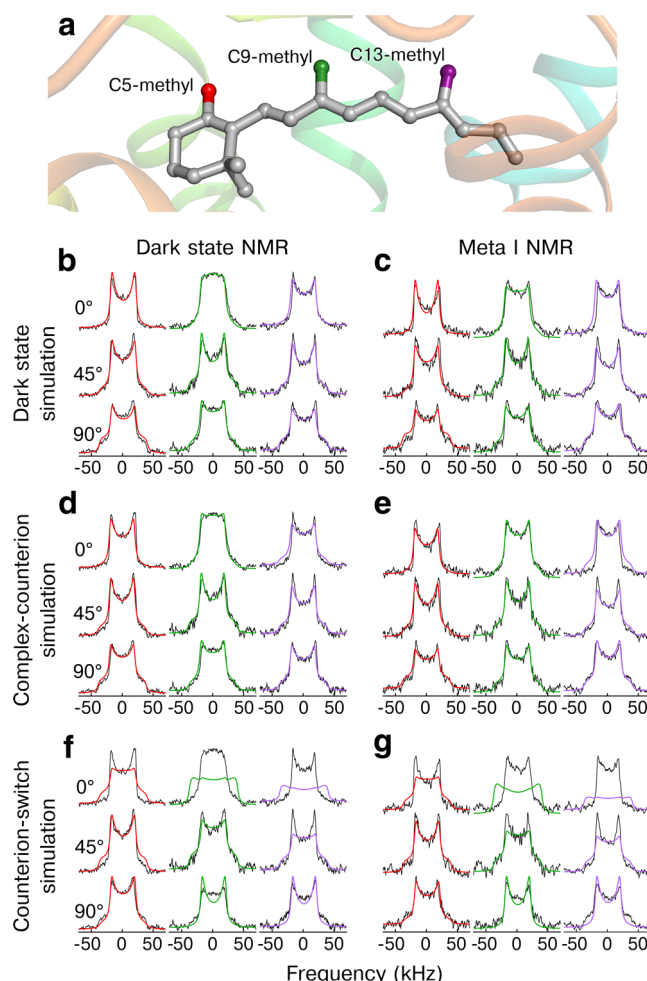 a
C9-methyl
C13-methyl
C5-methyl
Dark state NMR
Meta I NMR
b
c
Dark state
simulation
0°
45°
90°
-50 0 50 -50 0 50 -50 0 50
-50 0 50 -50 0 50 -50 0 50
d
e
Complex-counterion
simulation
0°
45°
90°
-50 0 50 -50 0 50 -50 0 50
-50 0 50 -50 0 50 -50 0 50
f
g
Counterion-switch
simulation
0°
45°
90°
-50 0 50 -50 0 50 -50 0 50
-50 0 50 -50 0 50 -50 0 50
Frequency (kHz)